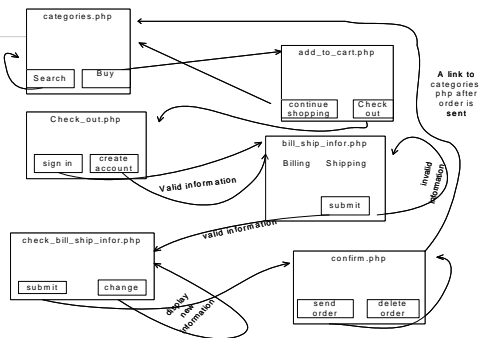 categories.php
Search
Buy
add_to_cart.php
continue
shopping
Check
out
A link to
categories
php after
order is
sent
Check_out.php
sign in
create
account
Valid information
bill_ship_infor.php
Billing Shipping
submit
invalid
information
valid information
check_bill_ship_infor.php
submit
change
display
new
information
confirm.php
send
order
delete
order